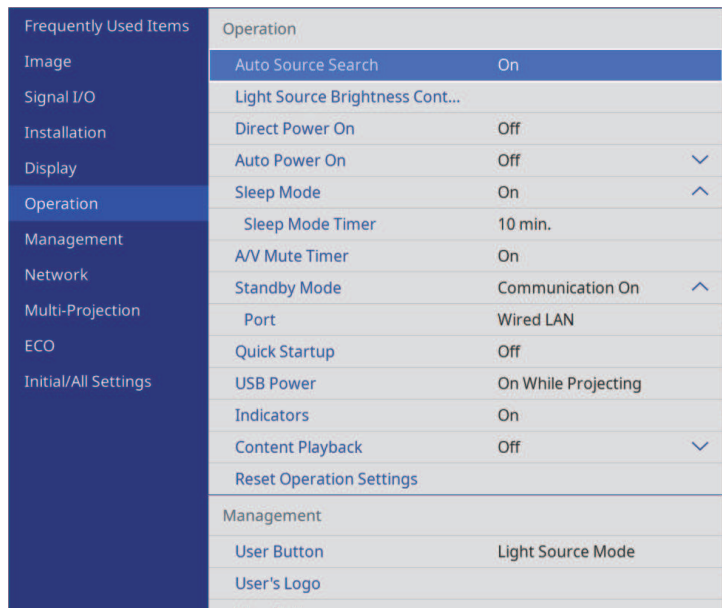 Frequently Used Items
Image
Signal I/O
Installation
Display
Operation
Management
Network
Multi-Projection
ECO
Initial/All Settings
Operation
Auto Source Search On
Light Source Brightness Cont...
Direct Power On Off
Auto Power On Off
Sleep Mode On
Sleep Mode Timer 10 min.
A/V Mute Timer On
Standby Mode Communication On
Port Wired LAN
Quick Startup Off
USB Power On While Projecting
Indicators On
Content Playback Off
Reset Operation Settings
Management
User Button Light Source Mode
User's Logo